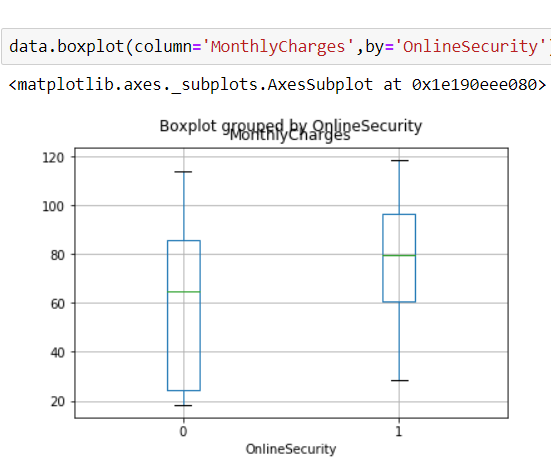 data.boxplot(column='MonthlyCharges',by='OnlineSecurity')
<matplotlib.axes._subplots.AxesSubplot at 0x1e190eee080>
Boxplot grouped by OnlineSecurity
MonthlyCharges
120
100
80
60
40
20
0 1
OnlineSecurity